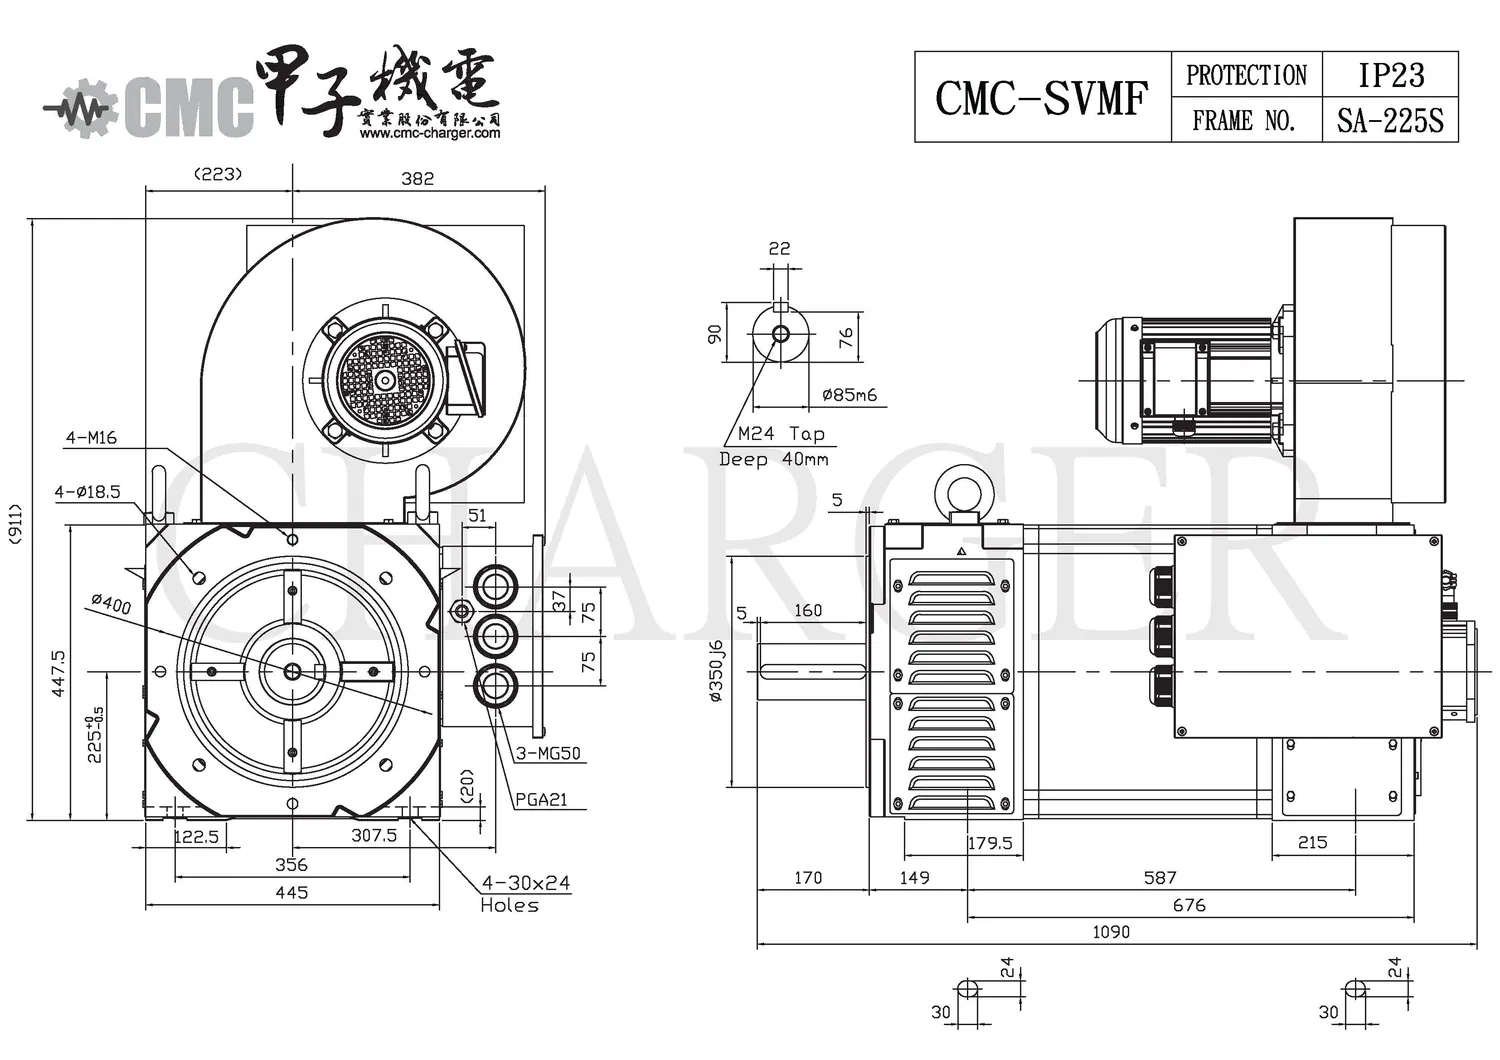 CMC 甲子機電
實業股份有限公司
www.cmc-charger.com
CMC-SVMF
PROTECTION
IP23
FRAME NO.
SA-225S
(223)
382
4-M16
4-Ø18.5
51
(911)
Ø400
37
75
75
447.5
225+0-0.5
3-MG50
PGA21
(20)
122.5
307.5
356
445
4-30x24
Holes
22
90
76
Ø85m6
M24 Tap
Deep 40mm
5
5
160
Ø350j6
179.5
215
170
149
587
676
1090
24
30
24
30
CHARGER